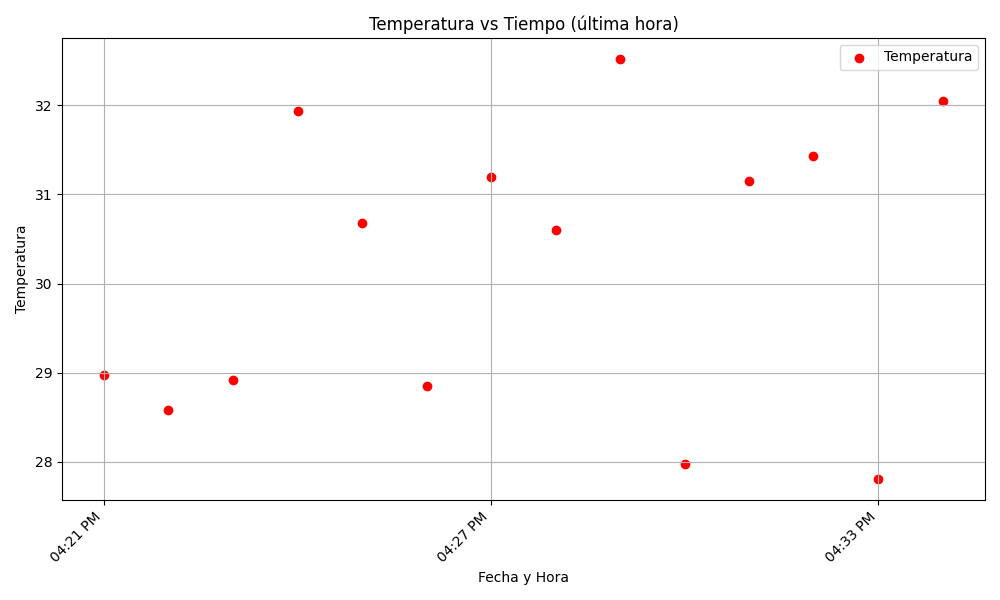 Temperatura vs Tiempo (última hora)
Temperatura
32
31
30
29
28
Temperatura
04:21 PM
04:27 PM
04:33 PM
Fecha y Hora